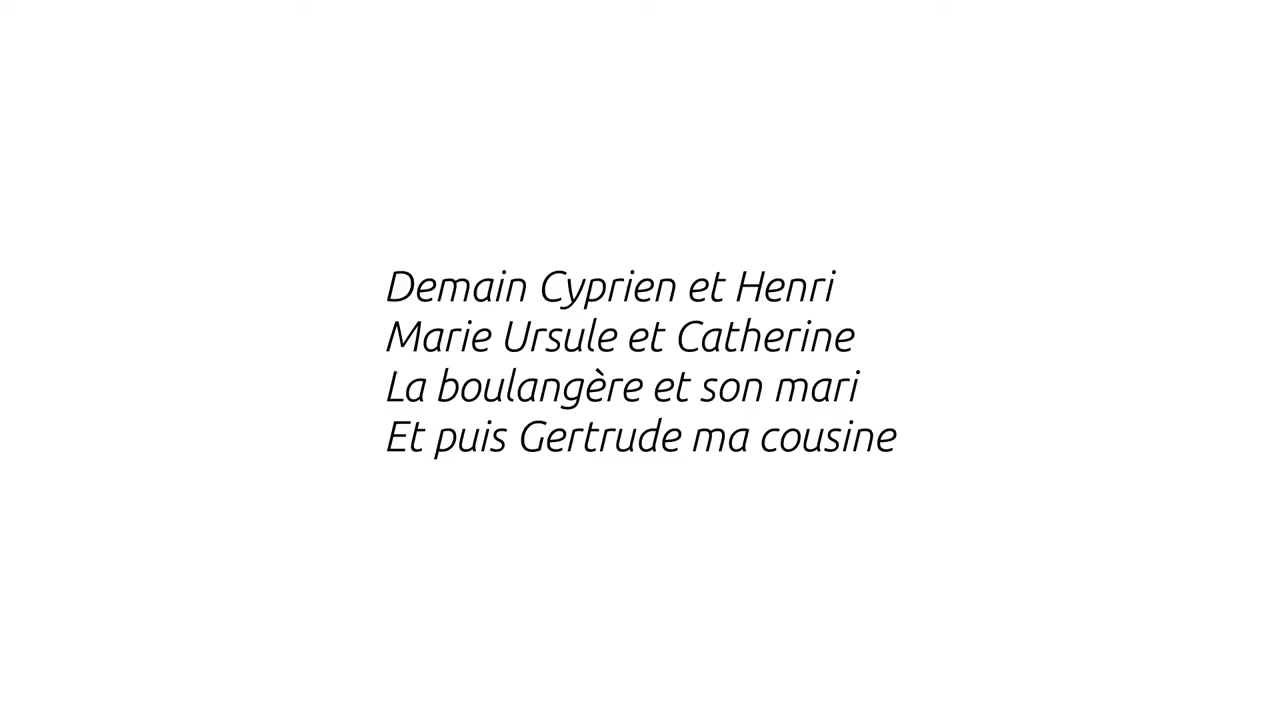 Demain Cyprien et Henri
Marie Ursule et Catherine
La boulangère et son mari
Et puis Gertrude ma cousine